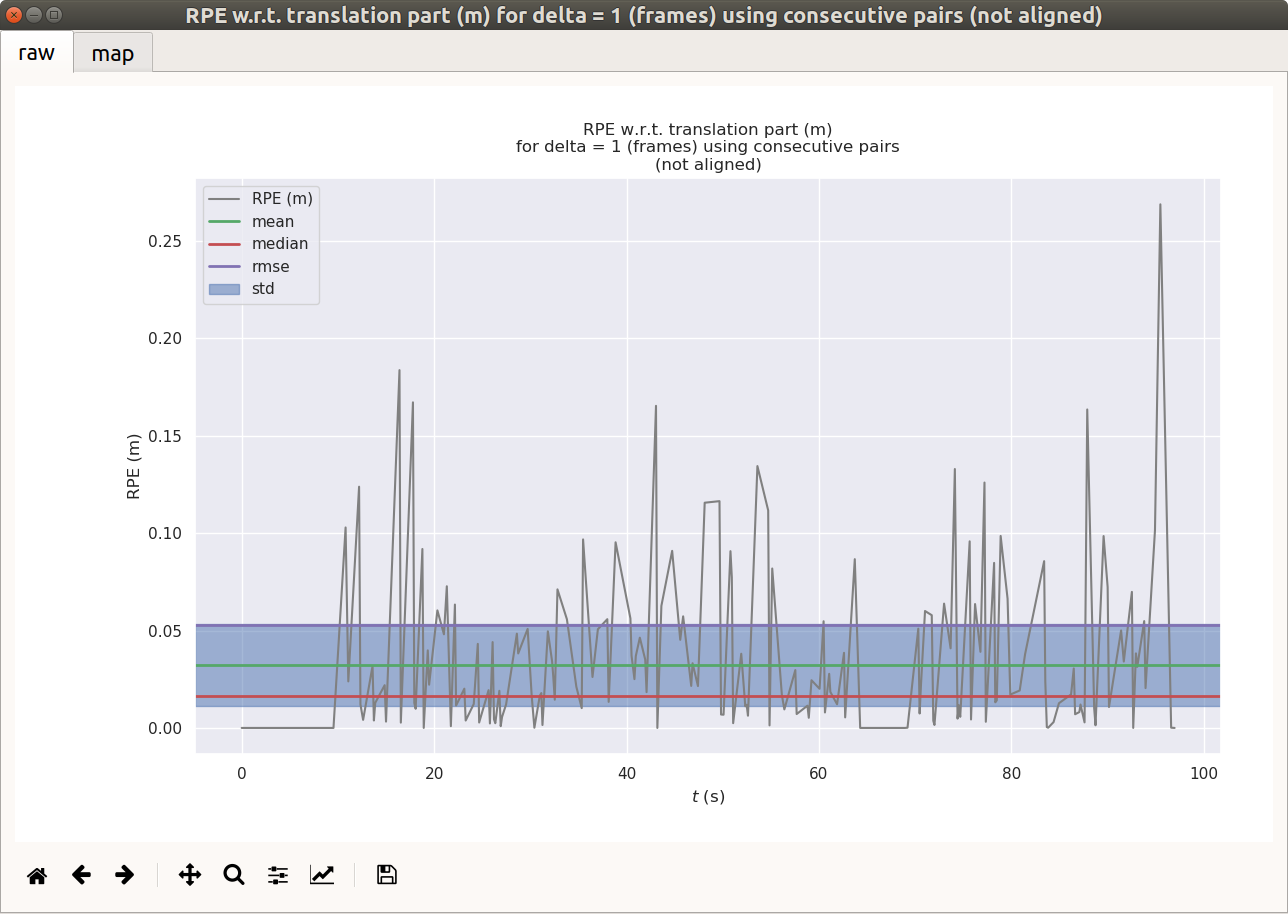 RPE w.r.t. translation part (m) for delta = 1 (frames) using consecutive pairs (not aligned)
raw map
RPE w.r.t. translation part (m)
for delta = 1 (frames) using consecutive pairs
(not aligned)
RPE (m)
mean
median
rmse
std
0.25
0.20
0.15
0.10
0.05
0.00
RPE (m)
0 20 40 60 80 100
t (s)